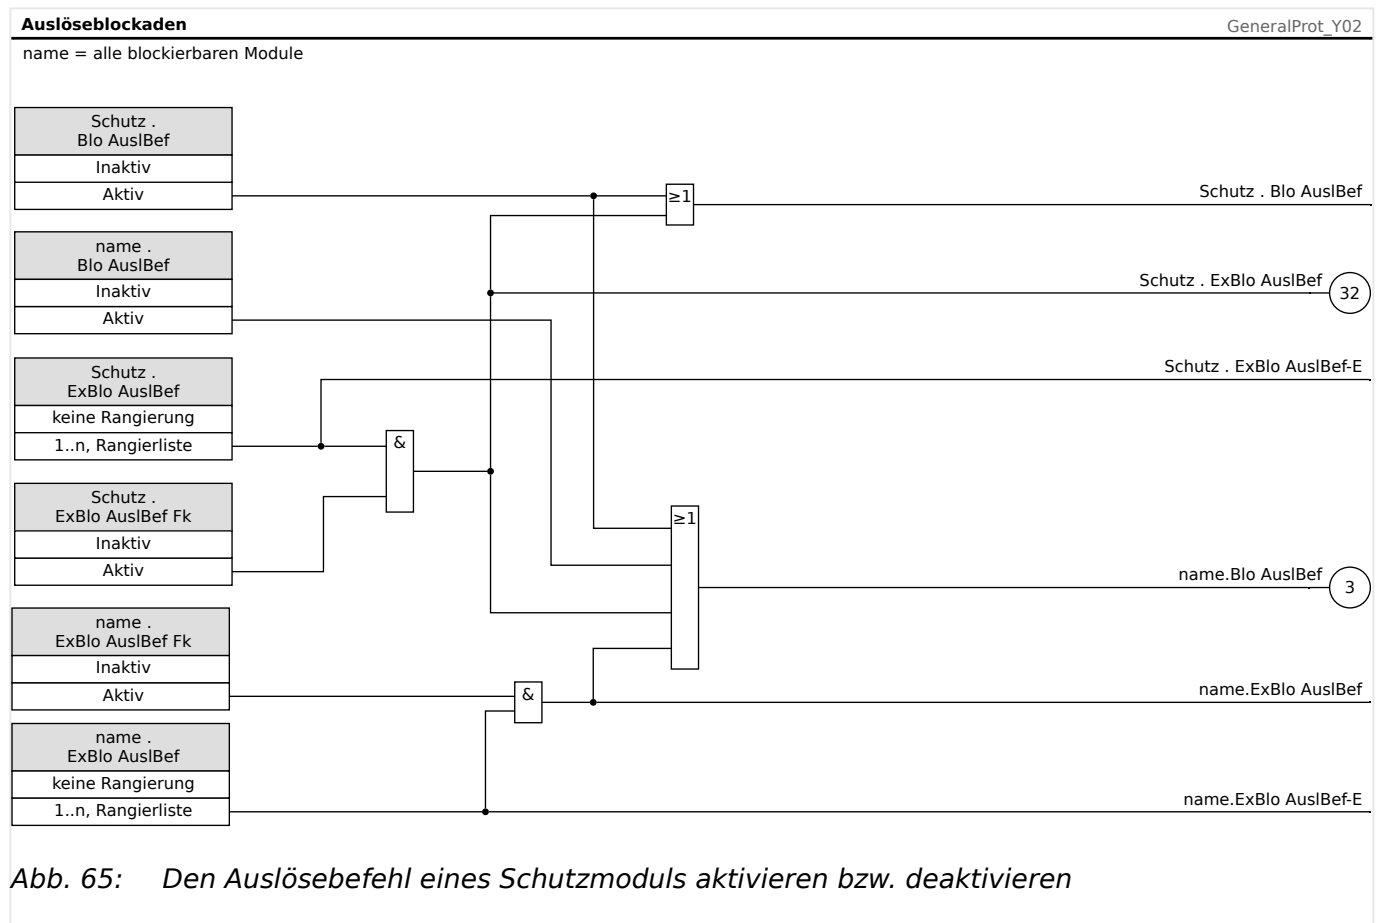 Auslöseblockaden
GeneralProt_Y02
name = alle blockierbaren Module
Schutz .
Blo AuslBef
Inaktiv
Aktiv
name .
Blo AuslBef
Inaktiv
Aktiv
Schutz .
ExBlo AuslBef
keine Rangierung
1..n, Rangierliste
Schutz .
ExBlo AuslBef Fk
Inaktiv
Aktiv
name .
ExBlo AuslBef Fk
Inaktiv
Aktiv
name .
ExBlo AuslBef
keine Rangierung
1..n, Rangierliste
&
&
≥1
≥1
Schutz . Blo AuslBef
Schutz . ExBlo AuslBef
32
Schutz . ExBlo AuslBef-E
name.Blo AuslBef
3
name.ExBlo AuslBef
name.ExBlo AuslBef-E
Abb. 65: Den Auslösebefehl eines Schutzmoduls aktivieren bzw. deaktivieren